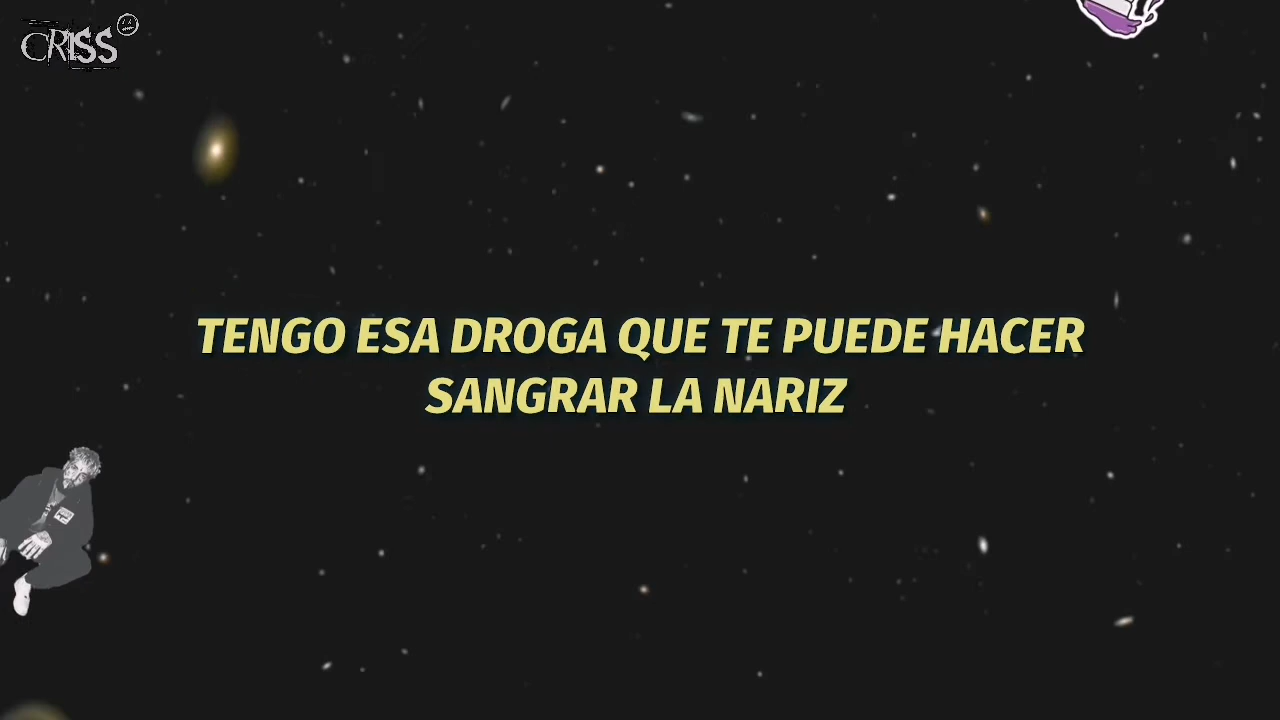 CRISS
TENGO ESA DROGA QUE TE PUEDE HACER
SANGRAR LA NARIZ